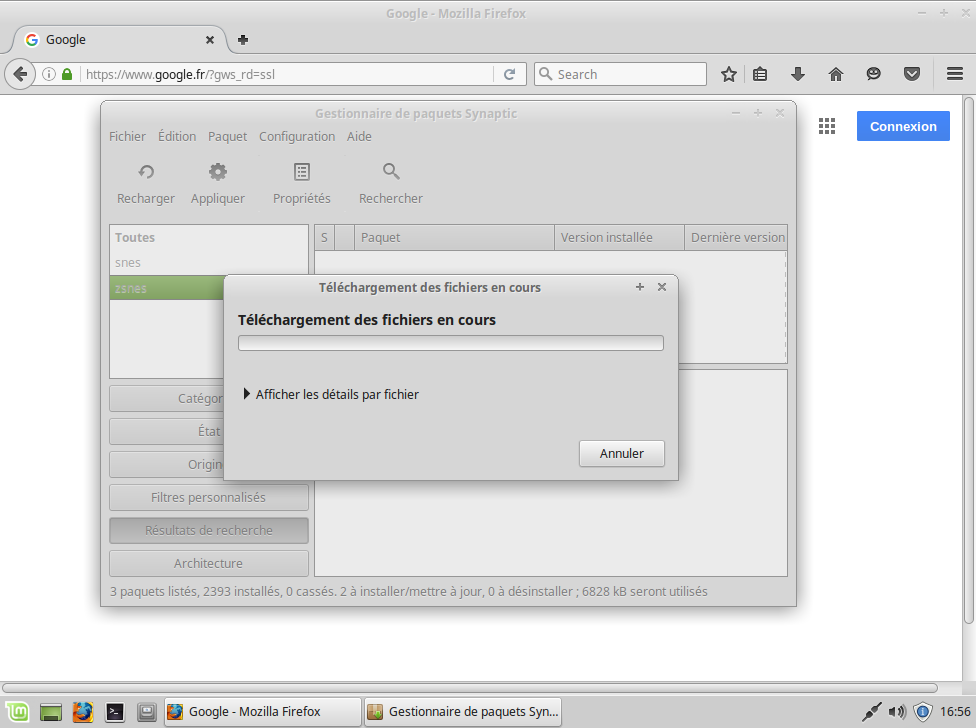 Google - Mozilla Firefox
Google
https://www.google.fr/?gws_rd=ssl
Search
Connexion
Gestionnaire de paquets Synaptic
Fichier Édition Paquet Configuration Aide
Recharger Appliquer Propriétés Rechercher
Toutes
snes
zsnes
S Paquet Version installée Dernière version
Téléchargement des fichiers en cours
Téléchargement des fichiers en cours
Afficher les détails par fichier
Annuler
Catégor
État
Origin
Filtres personnalisés
Résultats de recherche
Architecture
3 paquets listés, 2393 installés, 0 cassés. 2 à installer/mettre à jour, 0 à désinstaller ; 6828 kB seront utilisés
Google - Mozilla Firefox
Gestionnaire de paquets Syn...
16:56